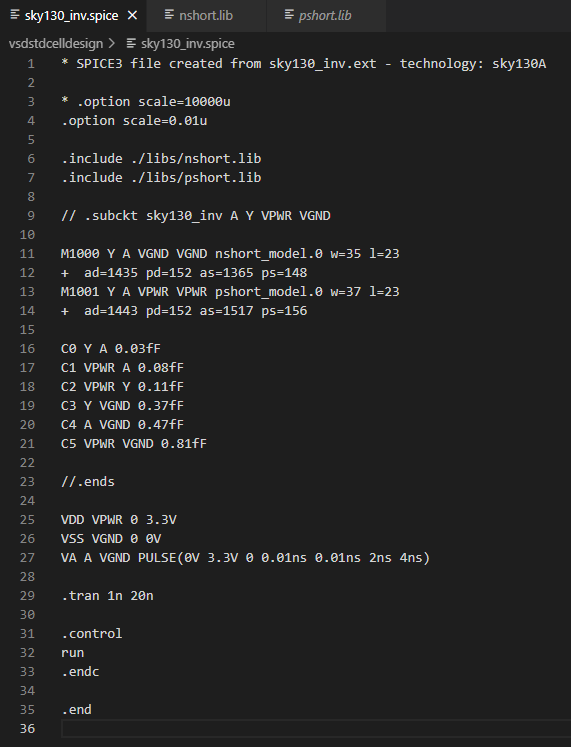 sky130_inv.spice
nshort.lib
pshort.lib
vsdstdcelldesign > sky130_inv.spice
1 * SPICE3 file created from sky130_inv.ext - technology: sky130A
2
3 * .option scale=10000u
4 .option scale=0.01u
5
6 .include ./libs/nshort.lib
7 .include ./libs/pshort.lib
8
9 // .subckt sky130_inv A Y VPWR VGND
10
11 M1000 Y A VGND VGND nshort_model.0 w=35 l=23
12 +  ad=1435 pd=152 as=1365 ps=148
13 M1001 Y A VPWR VPWR pshort_model.0 w=37 l=23
14 +  ad=1443 pd=152 as=1517 ps=156
15
16 C0 Y A 0.03fF
17 C1 VPWR A 0.08fF
18 C2 VPWR Y 0.11fF
19 C3 Y VGND 0.37fF
20 C4 A VGND 0.47fF
21 C5 VPWR VGND 0.81fF
22
23 //.ends
24
25 VDD VPWR 0 3.3V
26 VSS VGND 0 0V
27 VA A VGND PULSE(0V 3.3V 0 0.01ns 0.01ns 2ns 4ns)
28
29 .tran 1n 20n
30
31 .control
32 run
33 .endc
34
35 .end
36